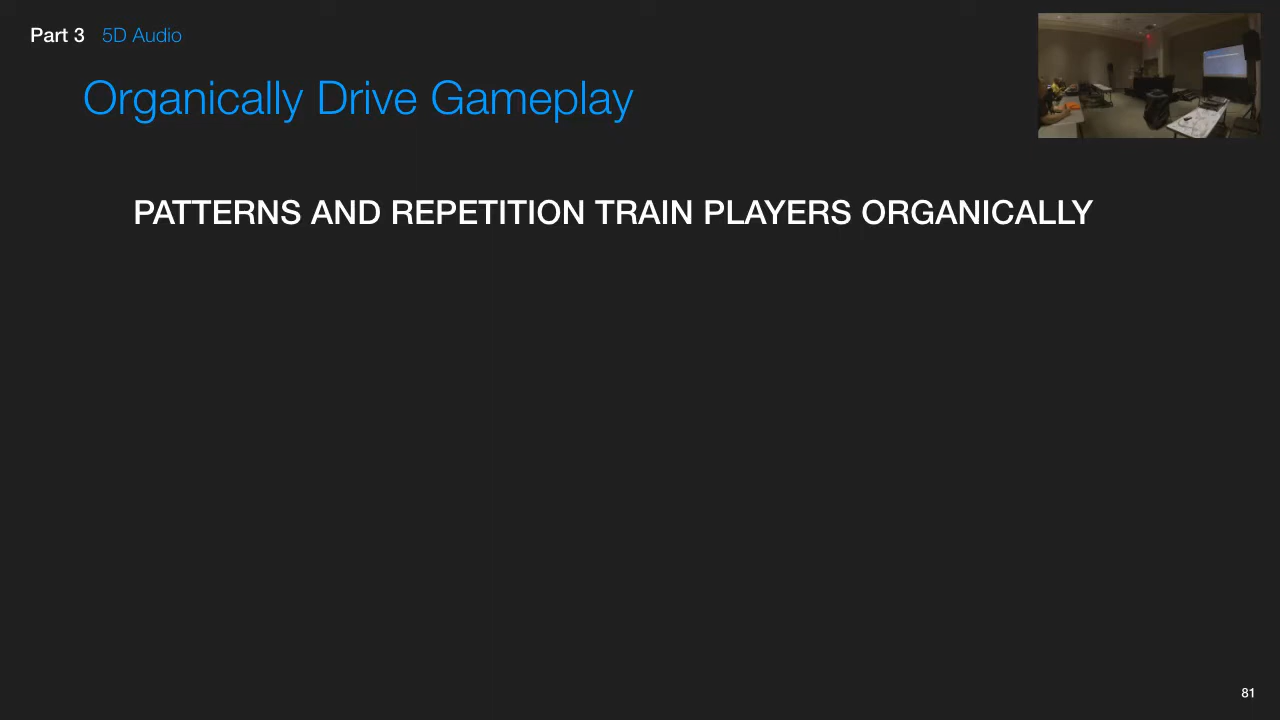 Part 3 5D Audio
Organically Drive Gameplay
PATTERNS AND REPETITION TRAIN PLAYERS ORGANICALLY
81